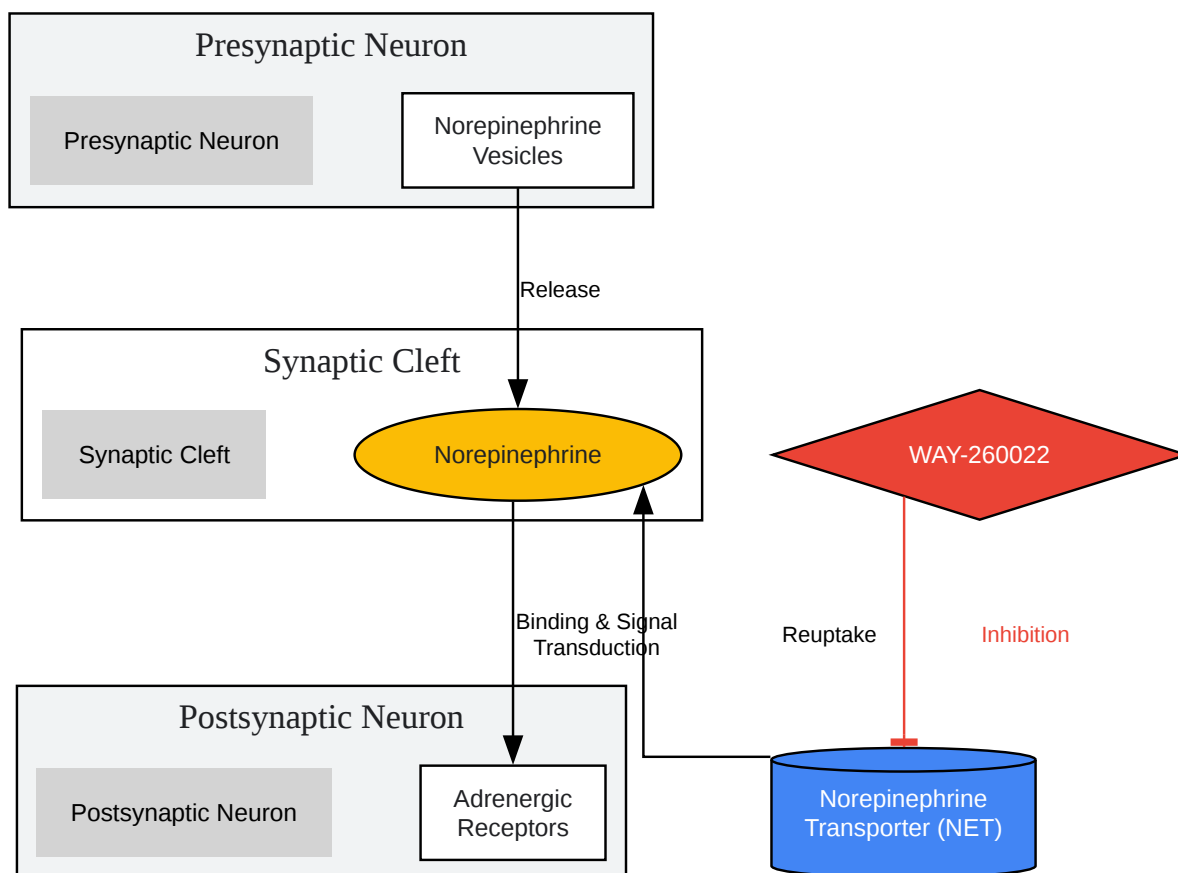 Presynaptic Neuron
Presynaptic Neuron
Norepinephrine
Vesicles
Release
Synaptic Cleft
Synaptic Cleft
Norepinephrine
WAY-260022
Binding & Signal
Transduction
Reuptake
Inhibition
Postsynaptic Neuron
Postsynaptic Neuron
Adrenergic
Receptors
Norepinephrine
Transporter (NET)